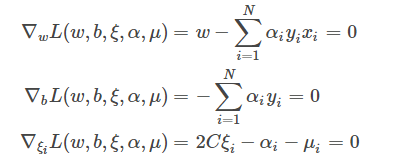 ∇_w L(w, b, ξ, α, μ) = w − ∑_{i=1}^{N} α_i y_i x_i = 0
∇_b L(w, b, ξ, α, μ) = − ∑_{i=1}^{N} α_i y_i = 0
∇_{ξ_i} L(w, b, ξ, α, μ) = 2Cξ_i − α_i − μ_i = 0